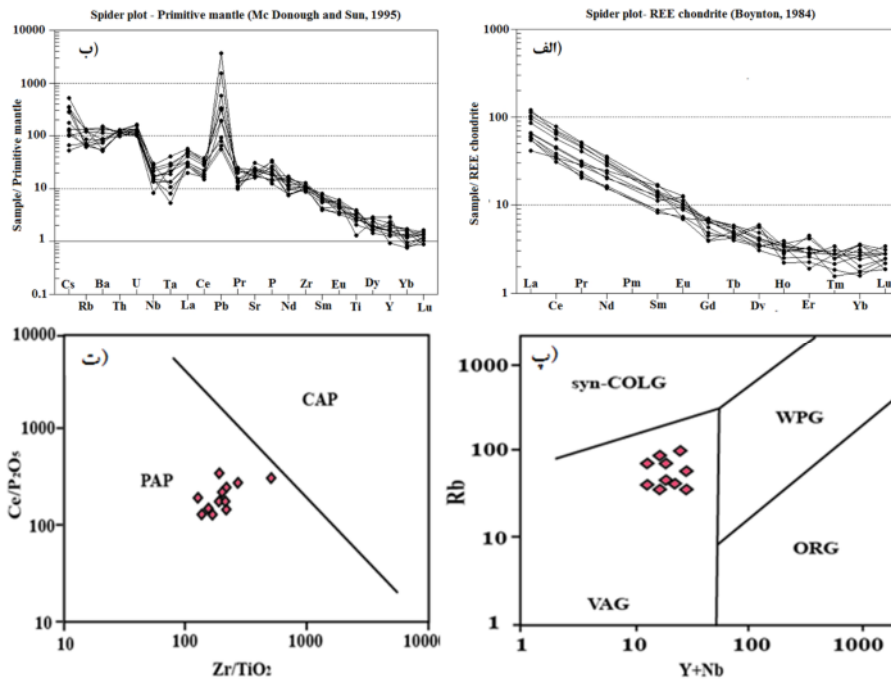 Spider plot - Primitive mantle (Mc Donough and Sun, 1995)
ب)
Sample/ Primitive mantle
10000
1000
100
10
1
0.1
Cs Ba U Ta Ce Pr P Zr Eu Dy Yb
Rb Th Nb La Pb Sr Nd Sm Ti Y Lu
Spider plot- REE chondrite (Boynton, 1984)
الف)
Sample/ REE chondrite
1000
100
10
1
La Pr Pm Eu Tb Ho Tm Lu
Ce Nd Sm Gd Dy Er Yb
ت)
Ce/P₂O₅
10000
1000
100
10
CAP
PAP
10 100 1000 10000
Zr/TiO₂
پ)
Rb
1000
100
10
1
syn-COLG
WPG
ORG
VAG
1 10 100 1000
Y+Nb